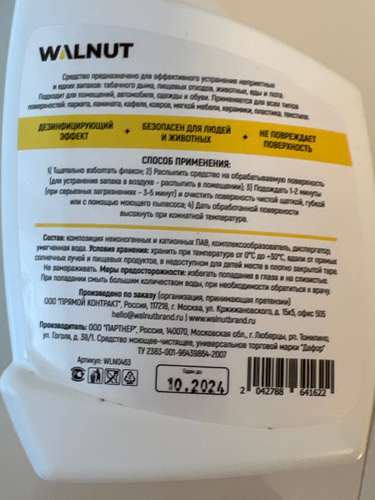 WALNUT
Средство предназначено для эффективного устранения неприятных
и едких запахов: табачного дыма, пищевых отходов, животных, еды и пола.
Подходит для помещений, автомобиля, одежды и обуви. Применяется для всех типов
поверхностей: паркета, ламината, кафеля, ковров, мягкой мебели, керамики, пластика, текстиля.
ДЕЗИНФИЦИРУЮЩИЙ ЭФФЕКТ + БЕЗОПАСЕН ДЛЯ ЛЮДЕЙ И ЖИВОТНЫХ + НЕ ПОВРЕЖДАЕТ ПОВЕРХНОСТЬ
СПОСОБ ПРИМЕНЕНИЯ:
1) Тщательно взболтать флакон; 2) Распылить средство на обрабатываемую поверхность
(для устранения запаха в воздухе - распылить в помещении); 3) Подождать 1-2 минуты
(при серьезных загрязнениях - 3-5 минут) и очистить поверхность чистой щеткой, губкой
или с помощью моющего пылесоса; 4) Дать обработанной поверхности
высохнуть при комнатной температуре.
Состав: композиция неионогенных и катионных ПАВ, комплексообразователь, диспергатор,
умягченная вода. Условия хранения: хранить при температуре от 0°С до +30°С, вдали от прямых
солнечных лучей и пищевых продуктов, в недоступном для детей месте в плотно закрытой таре.
Не замораживать. Меры предосторожности: избегать попадания в глаза и на слизистые.
При попадании смыть большим количеством воды, при необходимости обратиться к врачу.
Произведено по заказу (организация, принимающая претензии)
ООО "ПРЯМОЙ КОНТРАКТ", Россия, 117218, г. Москва, ул. Кржижановского, д. 15к5, офис 505
hello@walnutbrand.ru | walnutbrand.ru
Производитель: ООО "ПАРТНЕР", Россия, 140070, Московская обл., г. Люберцы, рп. Томилино,
ул. Гоголя, д. 39/1. Средство моющее-чистящее, универсальное торговой марки "Дафор"
ТУ 2383-001-96439864-2007
Артикул: WLN0463
Годен до:
10.2024
2 042788 641622